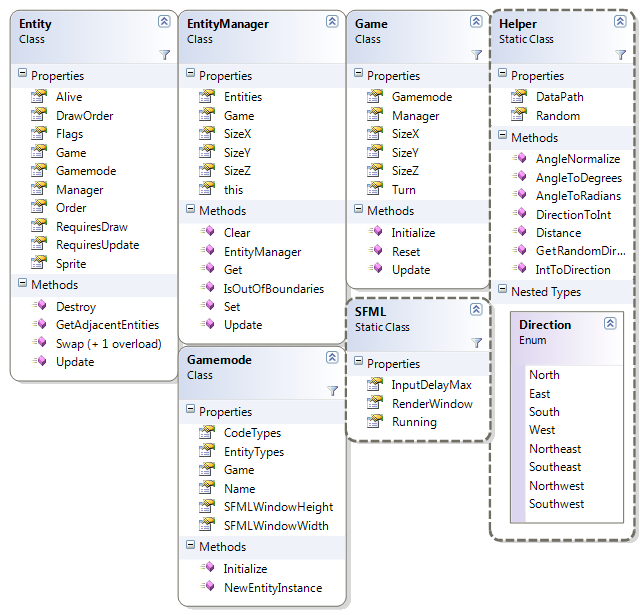 Entity
Class
Properties
Alive
DrawOrder
Flags
Game
Gamemode
Manager
Order
RequiresDraw
RequiresUpdate
Sprite
Methods
Destroy
GetAdjacentEntities
Swap (+ 1 overload)
Update
EntityManager
Class
Properties
Entities
Game
SizeX
SizeY
SizeZ
this
Methods
Clear
EntityManager
Get
IsOutOfBoundaries
Set
Update
Gamemode
Class
Properties
CodeTypes
EntityTypes
Game
Name
SFMLWindowHeight
SFMLWindowWidth
Methods
Initialize
NewEntityInstance
Game
Class
Properties
Gamemode
Manager
SizeX
SizeY
SizeZ
Turn
Methods
Initialize
Reset
Update
SFML
Static Class
Properties
InputDelayMax
RenderWindow
Running
Helper
Static Class
Properties
DataPath
Random
Methods
AngleNormalize
AngleToDegrees
AngleToRadians
DirectionToInt
Distance
GetRandomDir...
IntToDirection
Nested Types
Direction
Enum
North
East
South
West
Northeast
Southeast
Northwest
Southwest